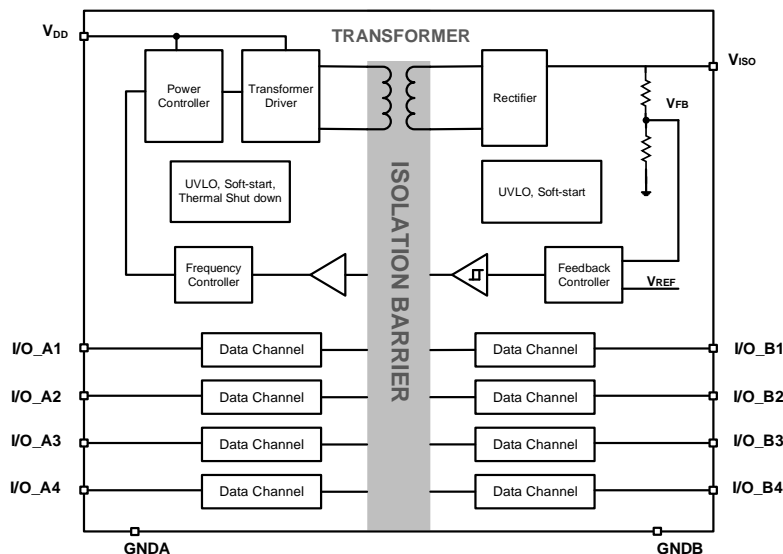 TRANSFORMER
VDD
VISO
Power
Controller
Transformer
Driver
Rectifier
VFB
UVLO, Soft-start,
Thermal Shut down
UVLO, Soft-start
ISOLATION BARRIER
Frequency
Controller
Feedback
Controller
VREF
I/O_A1
Data Channel
Data Channel
I/O_B1
I/O_A2
Data Channel
Data Channel
I/O_B2
I/O_A3
Data Channel
Data Channel
I/O_B3
I/O_A4
Data Channel
Data Channel
I/O_B4
GNDA
GNDB